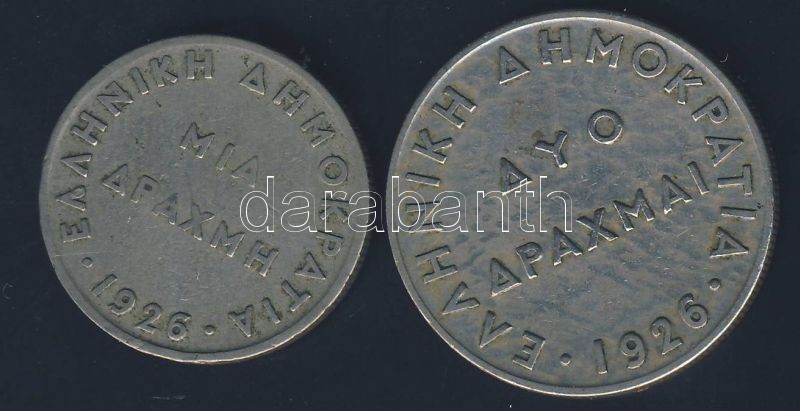 ΕΛΛΗΝΙΚΗ ΔΗΜΟΚΡΑΤΙΑ
ΜΙΑ
ΔΡΑΧΜΗ
· 1926 ·
ΕΛΛΗΝΙΚΗ ΔΗΜΟΚΡΑΤΙΑ
ΔΥΟ
ΔΡΑΧΜΑΙ
· 1926 ·
darabanth